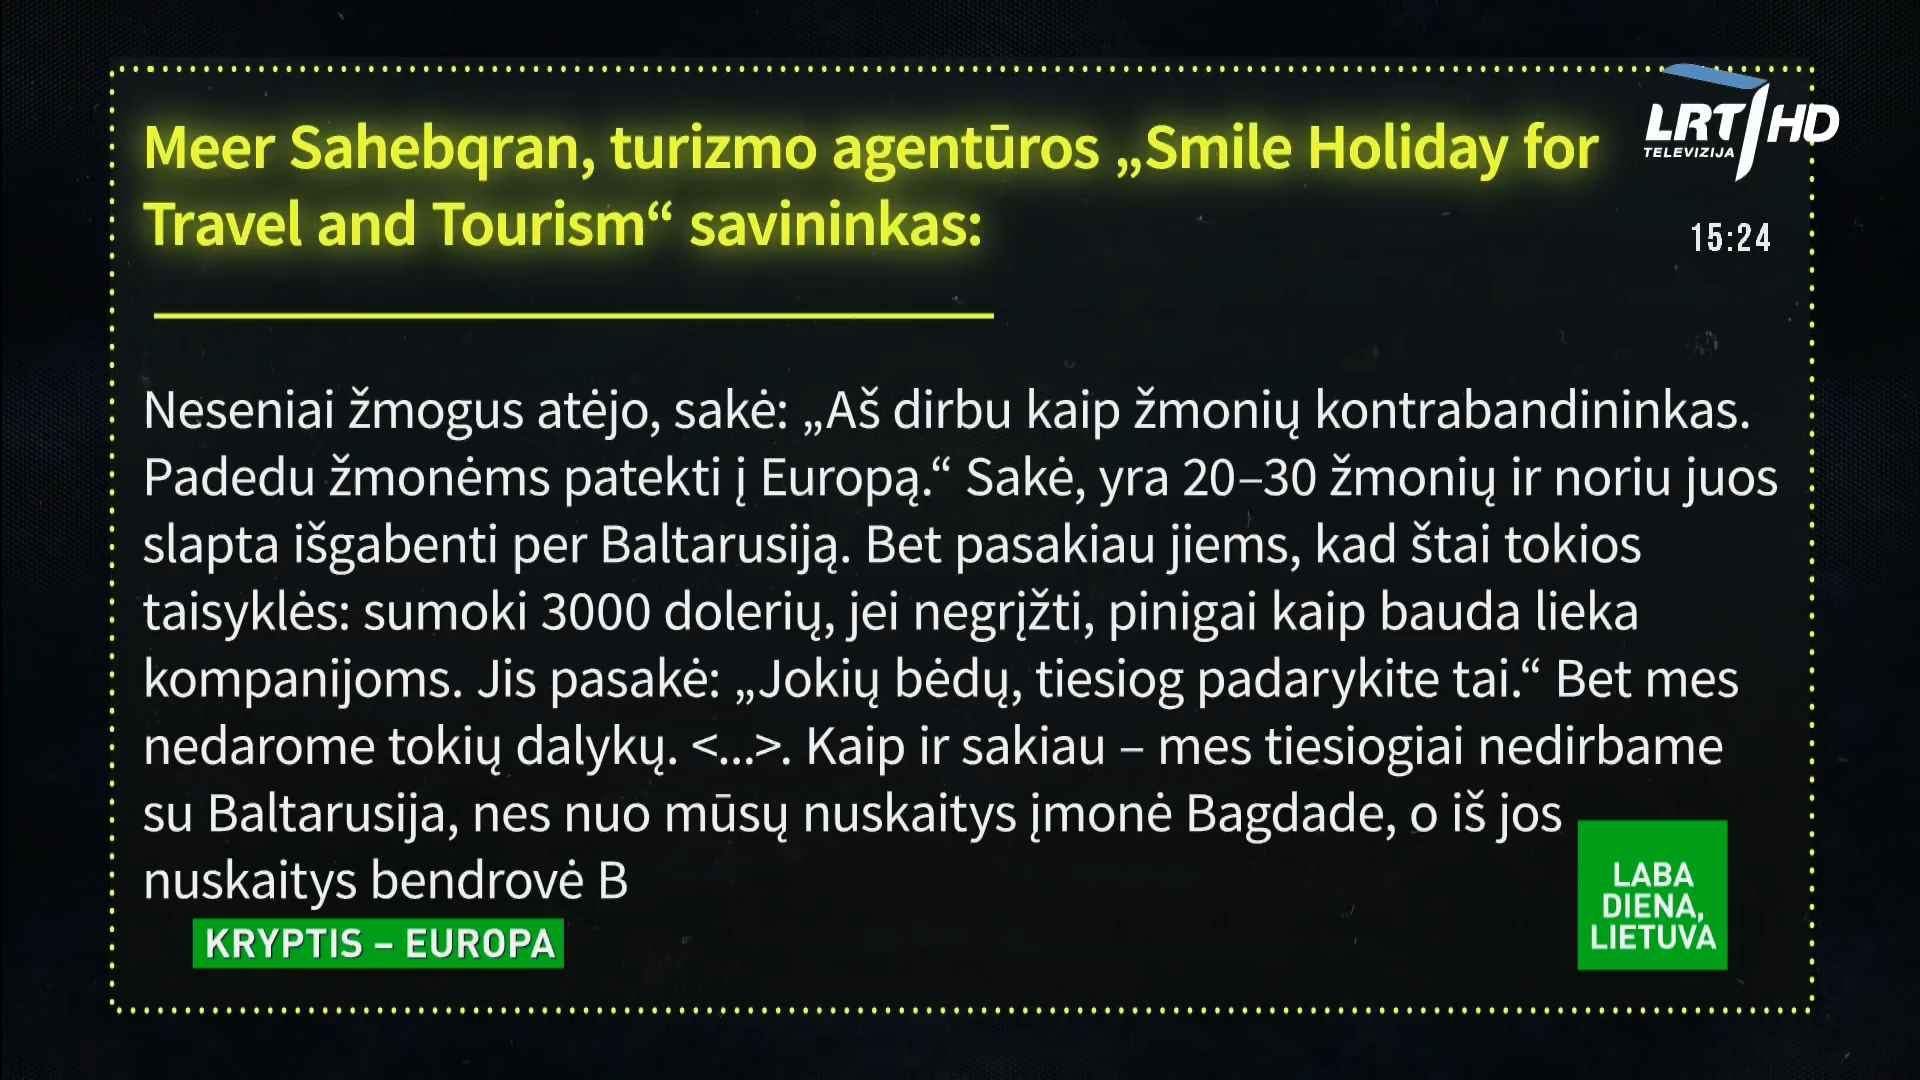 LRT HD
TELEVIZIJA
15:24
Meer Sahebqran, turizmo agentūros „Smile Holiday for
Travel and Tourism“ savininkas:
Neseniai žmogus atėjo, sakė: „Aš dirbu kaip žmonių kontrabandininkas.
Padedu žmonėms patekti į Europą.“ Sakė, yra 20–30 žmonių ir noriu juos
slapta išgabenti per Baltarusiją. Bet pasakiau jiems, kad štai tokios
taisyklės: sumoki 3000 dolerių, jei negrįžti, pinigai kaip bauda lieka
kompanijoms. Jis pasakė: „Jokių bėdų, tiesiog padarykite tai.“ Bet mes
nedarome tokių dalykų. <...>. Kaip ir sakiau – mes tiesiogiai nedirbame
su Baltarusija, nes nuo mūsų nuskaitys įmonė Bagdade, o iš jos
nuskaitys bendrovė B
KRYPTIS – EUROPA
LABA
DIENA,
LIETUVA